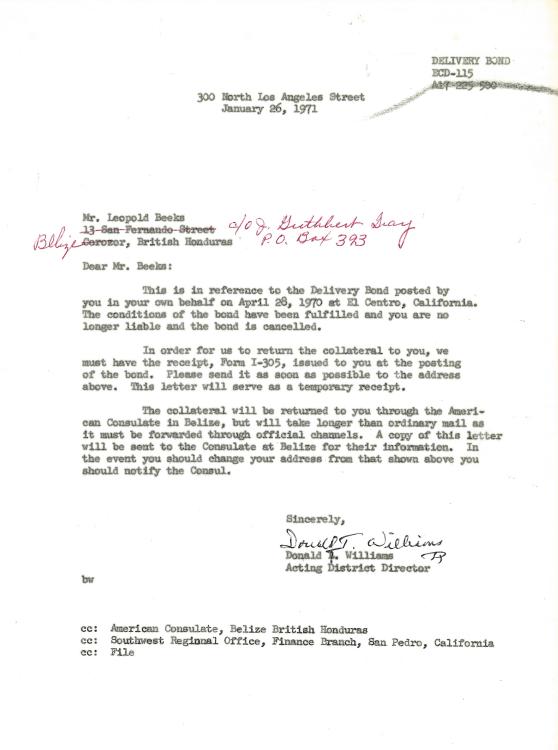 DELIVERY BOND
ECD-115
A17 225 580
300 North Los Angeles Street
January 26, 1971
Mr. Leopold Beeks
13 San Fernando Street c/o J. Guthbert Gray
Belize Corozor, British Honduras P.O. Box 393
Dear Mr. Beeks:
This is in reference to the Delivery Bond posted by
you in your own behalf on April 28, 1970 at El Centro, California.
The conditions of the bond have been fulfilled and you are no
longer liable and the bond is cancelled.
In order for us to return the collateral to you, we
must have the receipt, Form I-305, issued to you at the posting
of the bond. Please send it as soon as possible to the address
above. This letter will serve as a temporary receipt.
The collateral will be returned to you through the Ameri-
can Consulate in Belize, but will take longer than ordinary mail as
it must be forwarded through official channels. A copy of this letter
will be sent to the Consulate at Belize for their information. In
the event you should change your address from that shown above you
should notify the Consul.
Sincerely,
Donald T. Williams
Donald T. Williams
Acting District Director
bw
cc: American Consulate, Belize British Honduras
cc: Southwest Regional Office, Finance Branch, San Pedro, California
cc: File